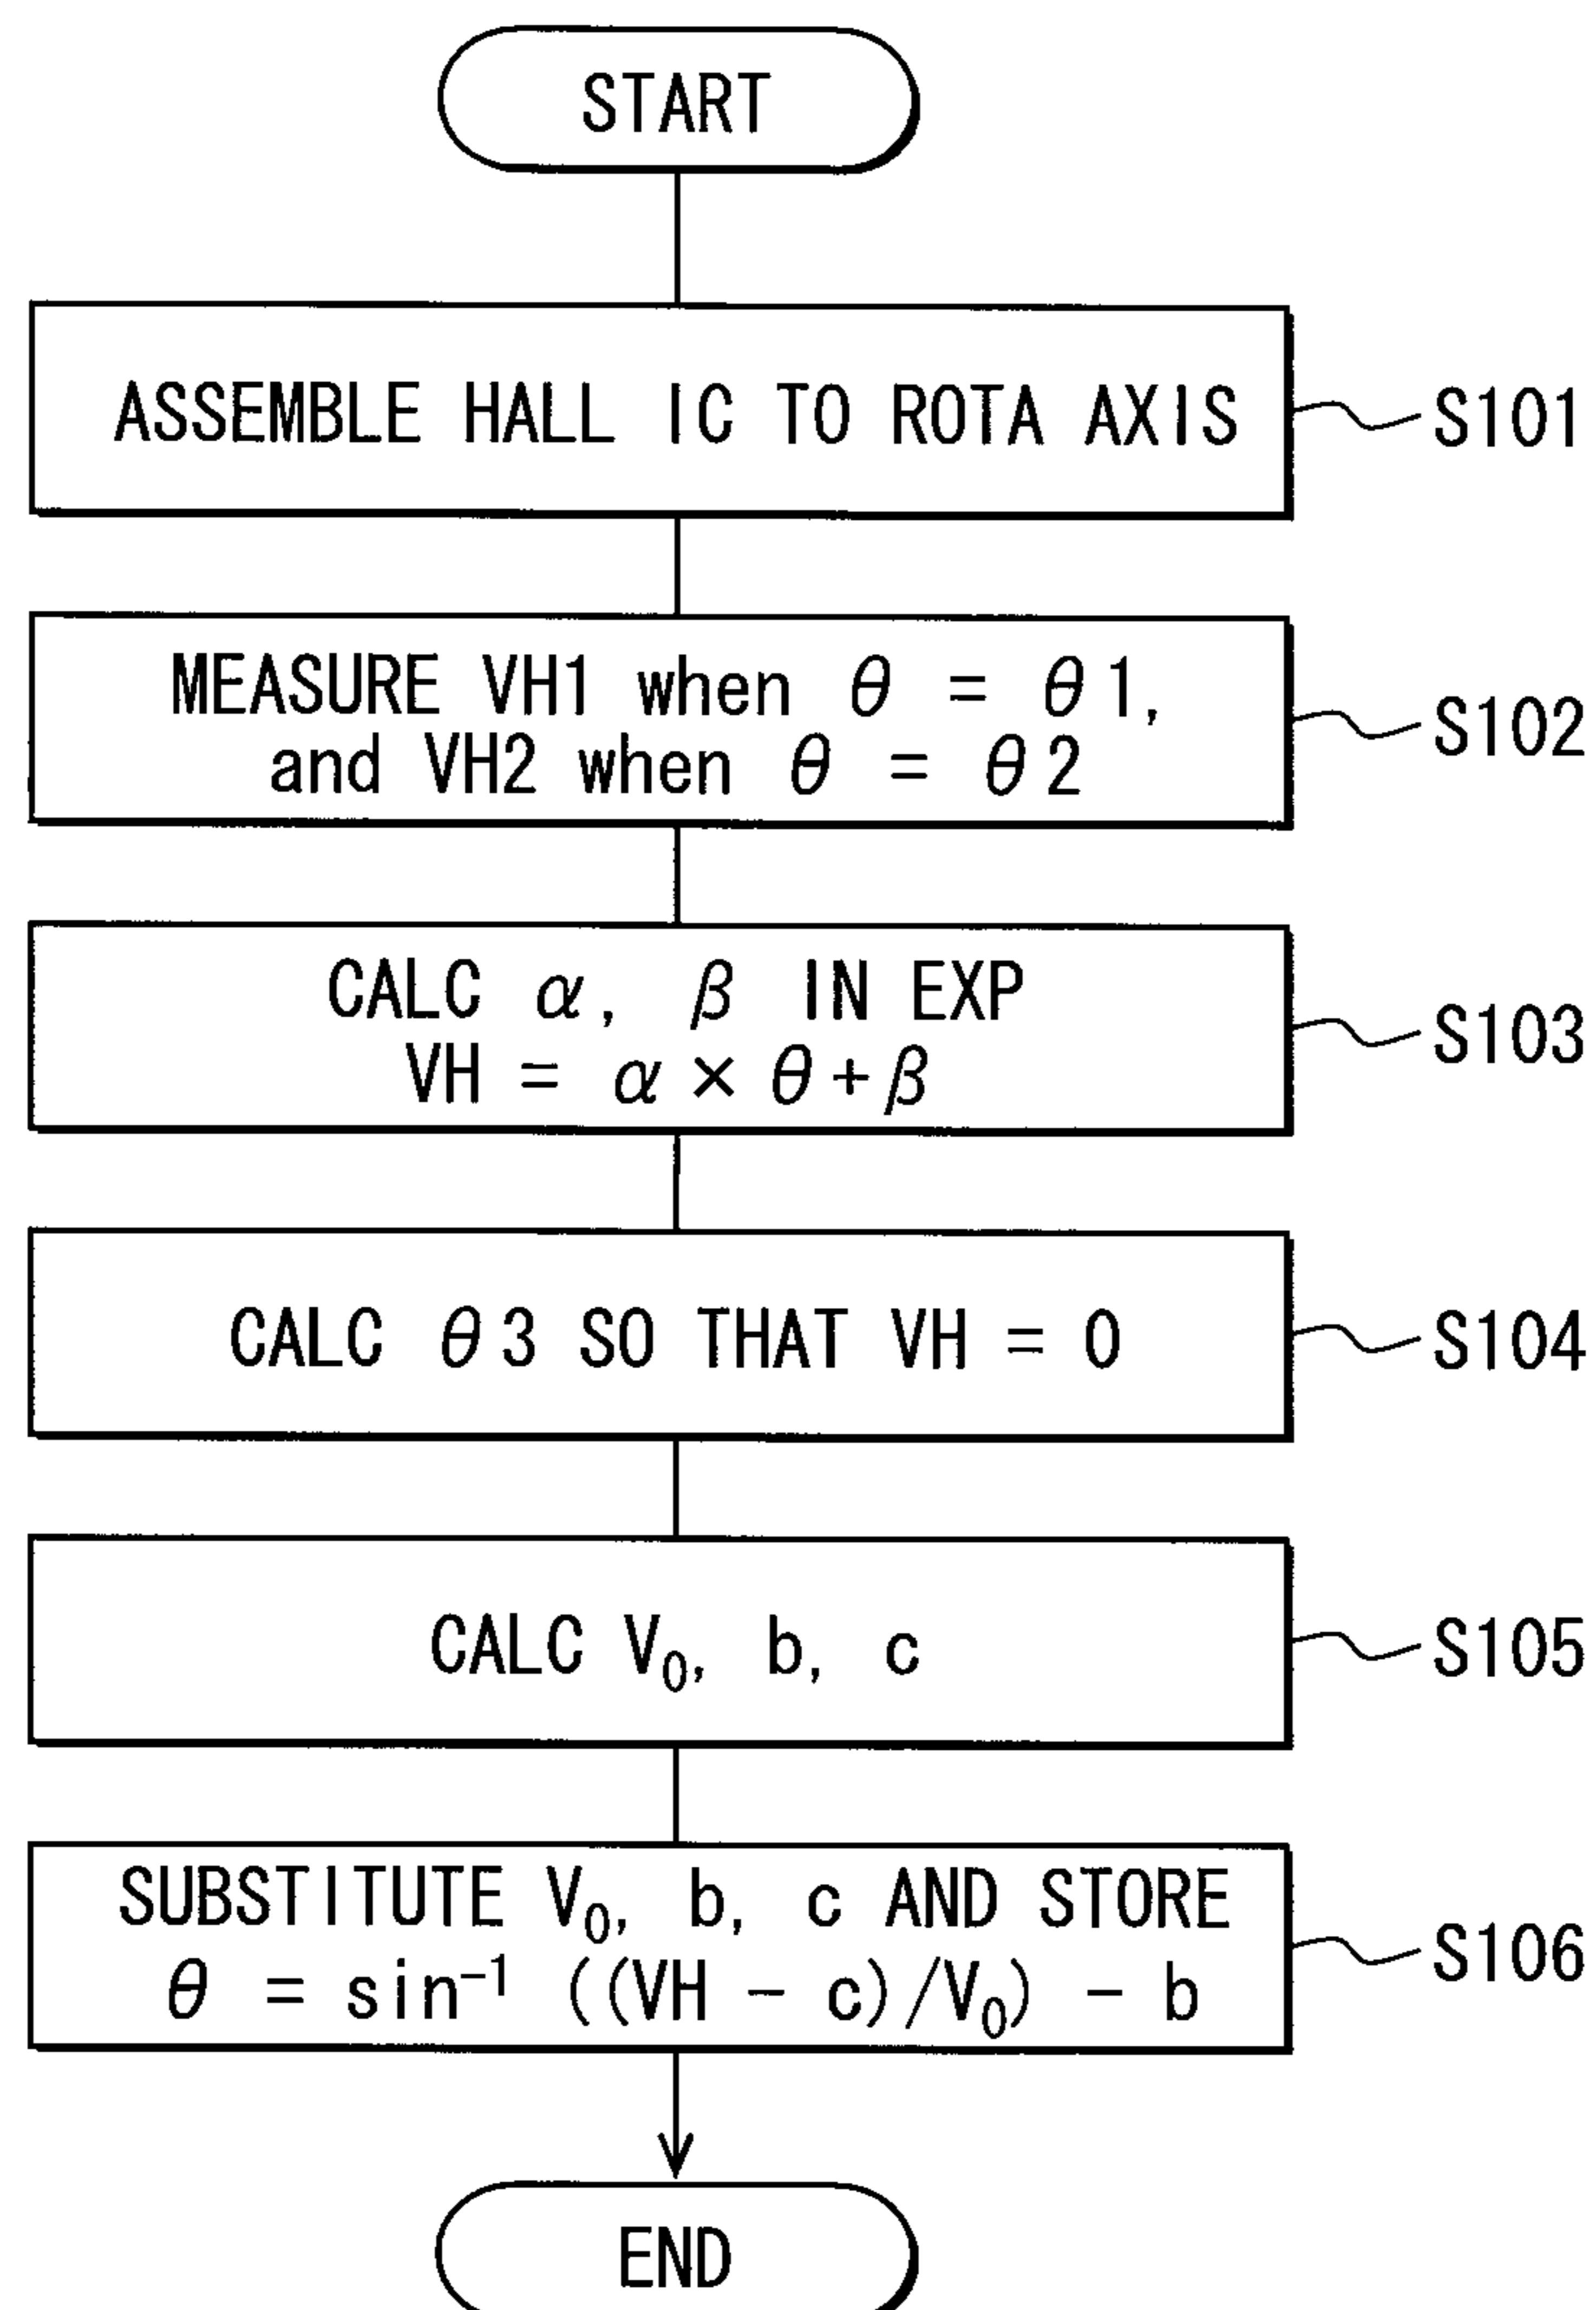 START
ASSEMBLE HALL IC TO ROTA AXIS
S101
MEASURE VH1 when θ = θ1,
and VH2 when θ = θ2
S102
CALC α, β IN EXP
VH = α × θ + β
S103
CALC θ3 SO THAT VH = 0
S104
CALC V₀, b, c
S105
SUBSTITUTE V₀, b, c AND STORE
θ = sin⁻¹ ((VH - c)/V₀) - b
S106
END